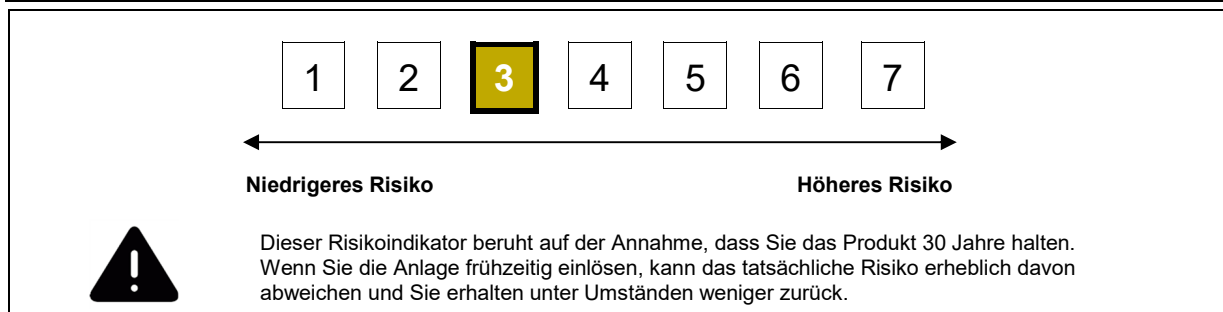 1 2 3 4 5 6 7
Niedrigeres Risiko Höheres Risiko
Dieser Risikoindikator beruht auf der Annahme, dass Sie das Produkt 30 Jahre halten.
Wenn Sie die Anlage frühzeitig einlösen, kann das tatsächliche Risiko erheblich davon
abweichen und Sie erhalten unter Umständen weniger zurück.